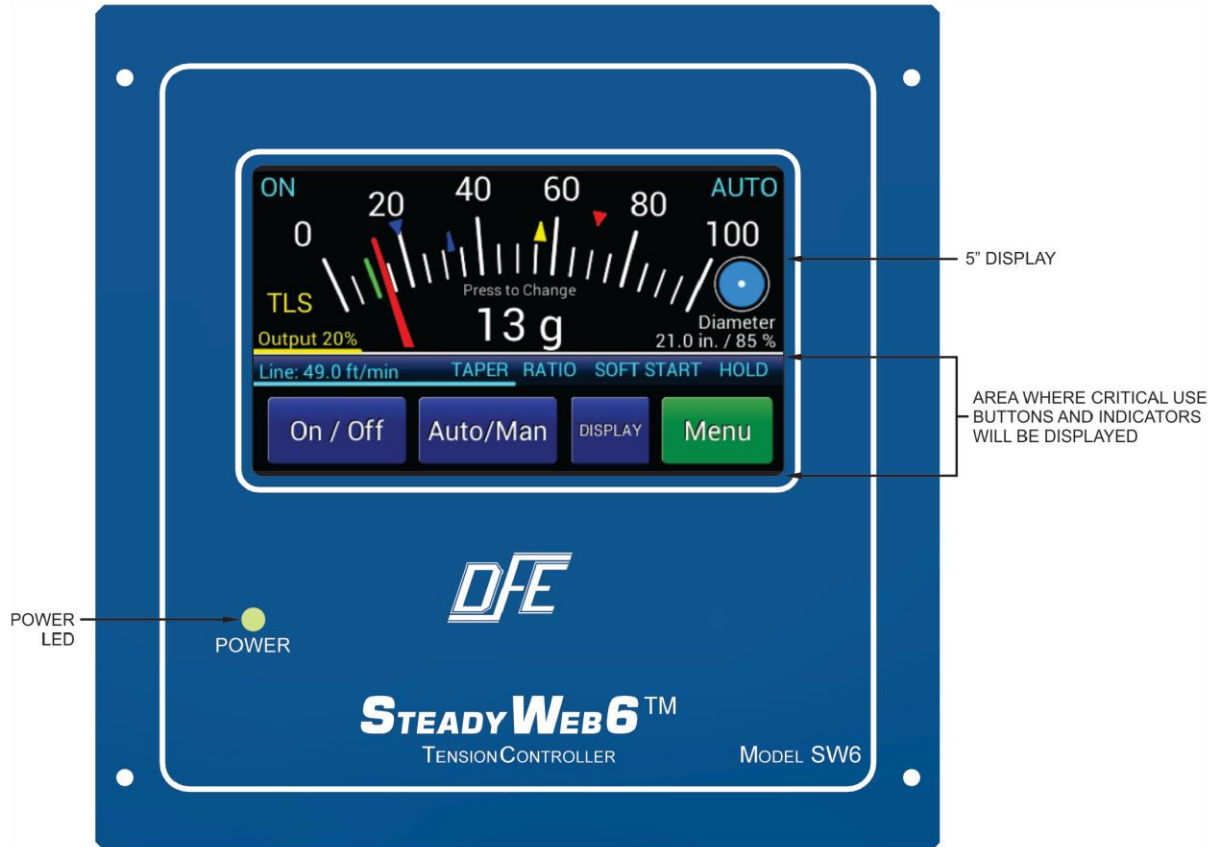 ON
AUTO
0
20
40
60
80
100
5" DISPLAY
TLS
Press to Change
13 g
Diameter
Output 20%
21.0 in. / 85 %
Line: 49.0 ft/min
TAPER RATIO SOFT START HOLD
AREA WHERE CRITICAL USE
BUTTONS AND INDICATORS
WILL BE DISPLAYED
On / Off
Auto/Man
DISPLAY
Menu
DFE
POWER
LED
POWER
STEADYWEB6™
TENSIONCONTROLLER
MODEL SW6